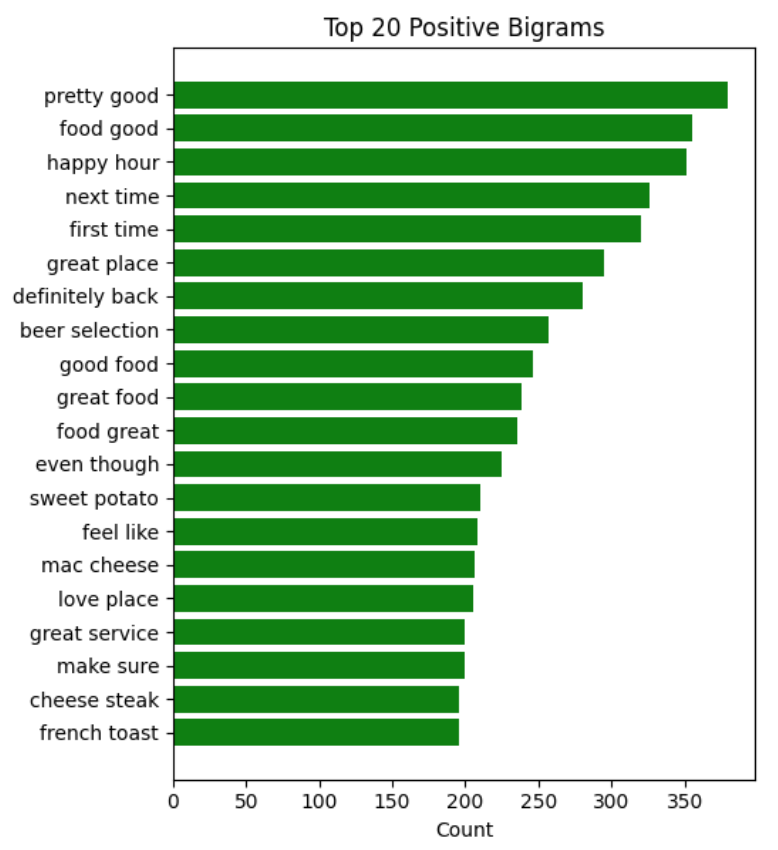 Top 20 Positive Bigrams
pretty good
food good
happy hour
next time
first time
great place
definitely back
beer selection
good food
great food
food great
even though
sweet potato
feel like
mac cheese
love place
great service
make sure
cheese steak
french toast
0 50 100 150 200 250 300 350
Count